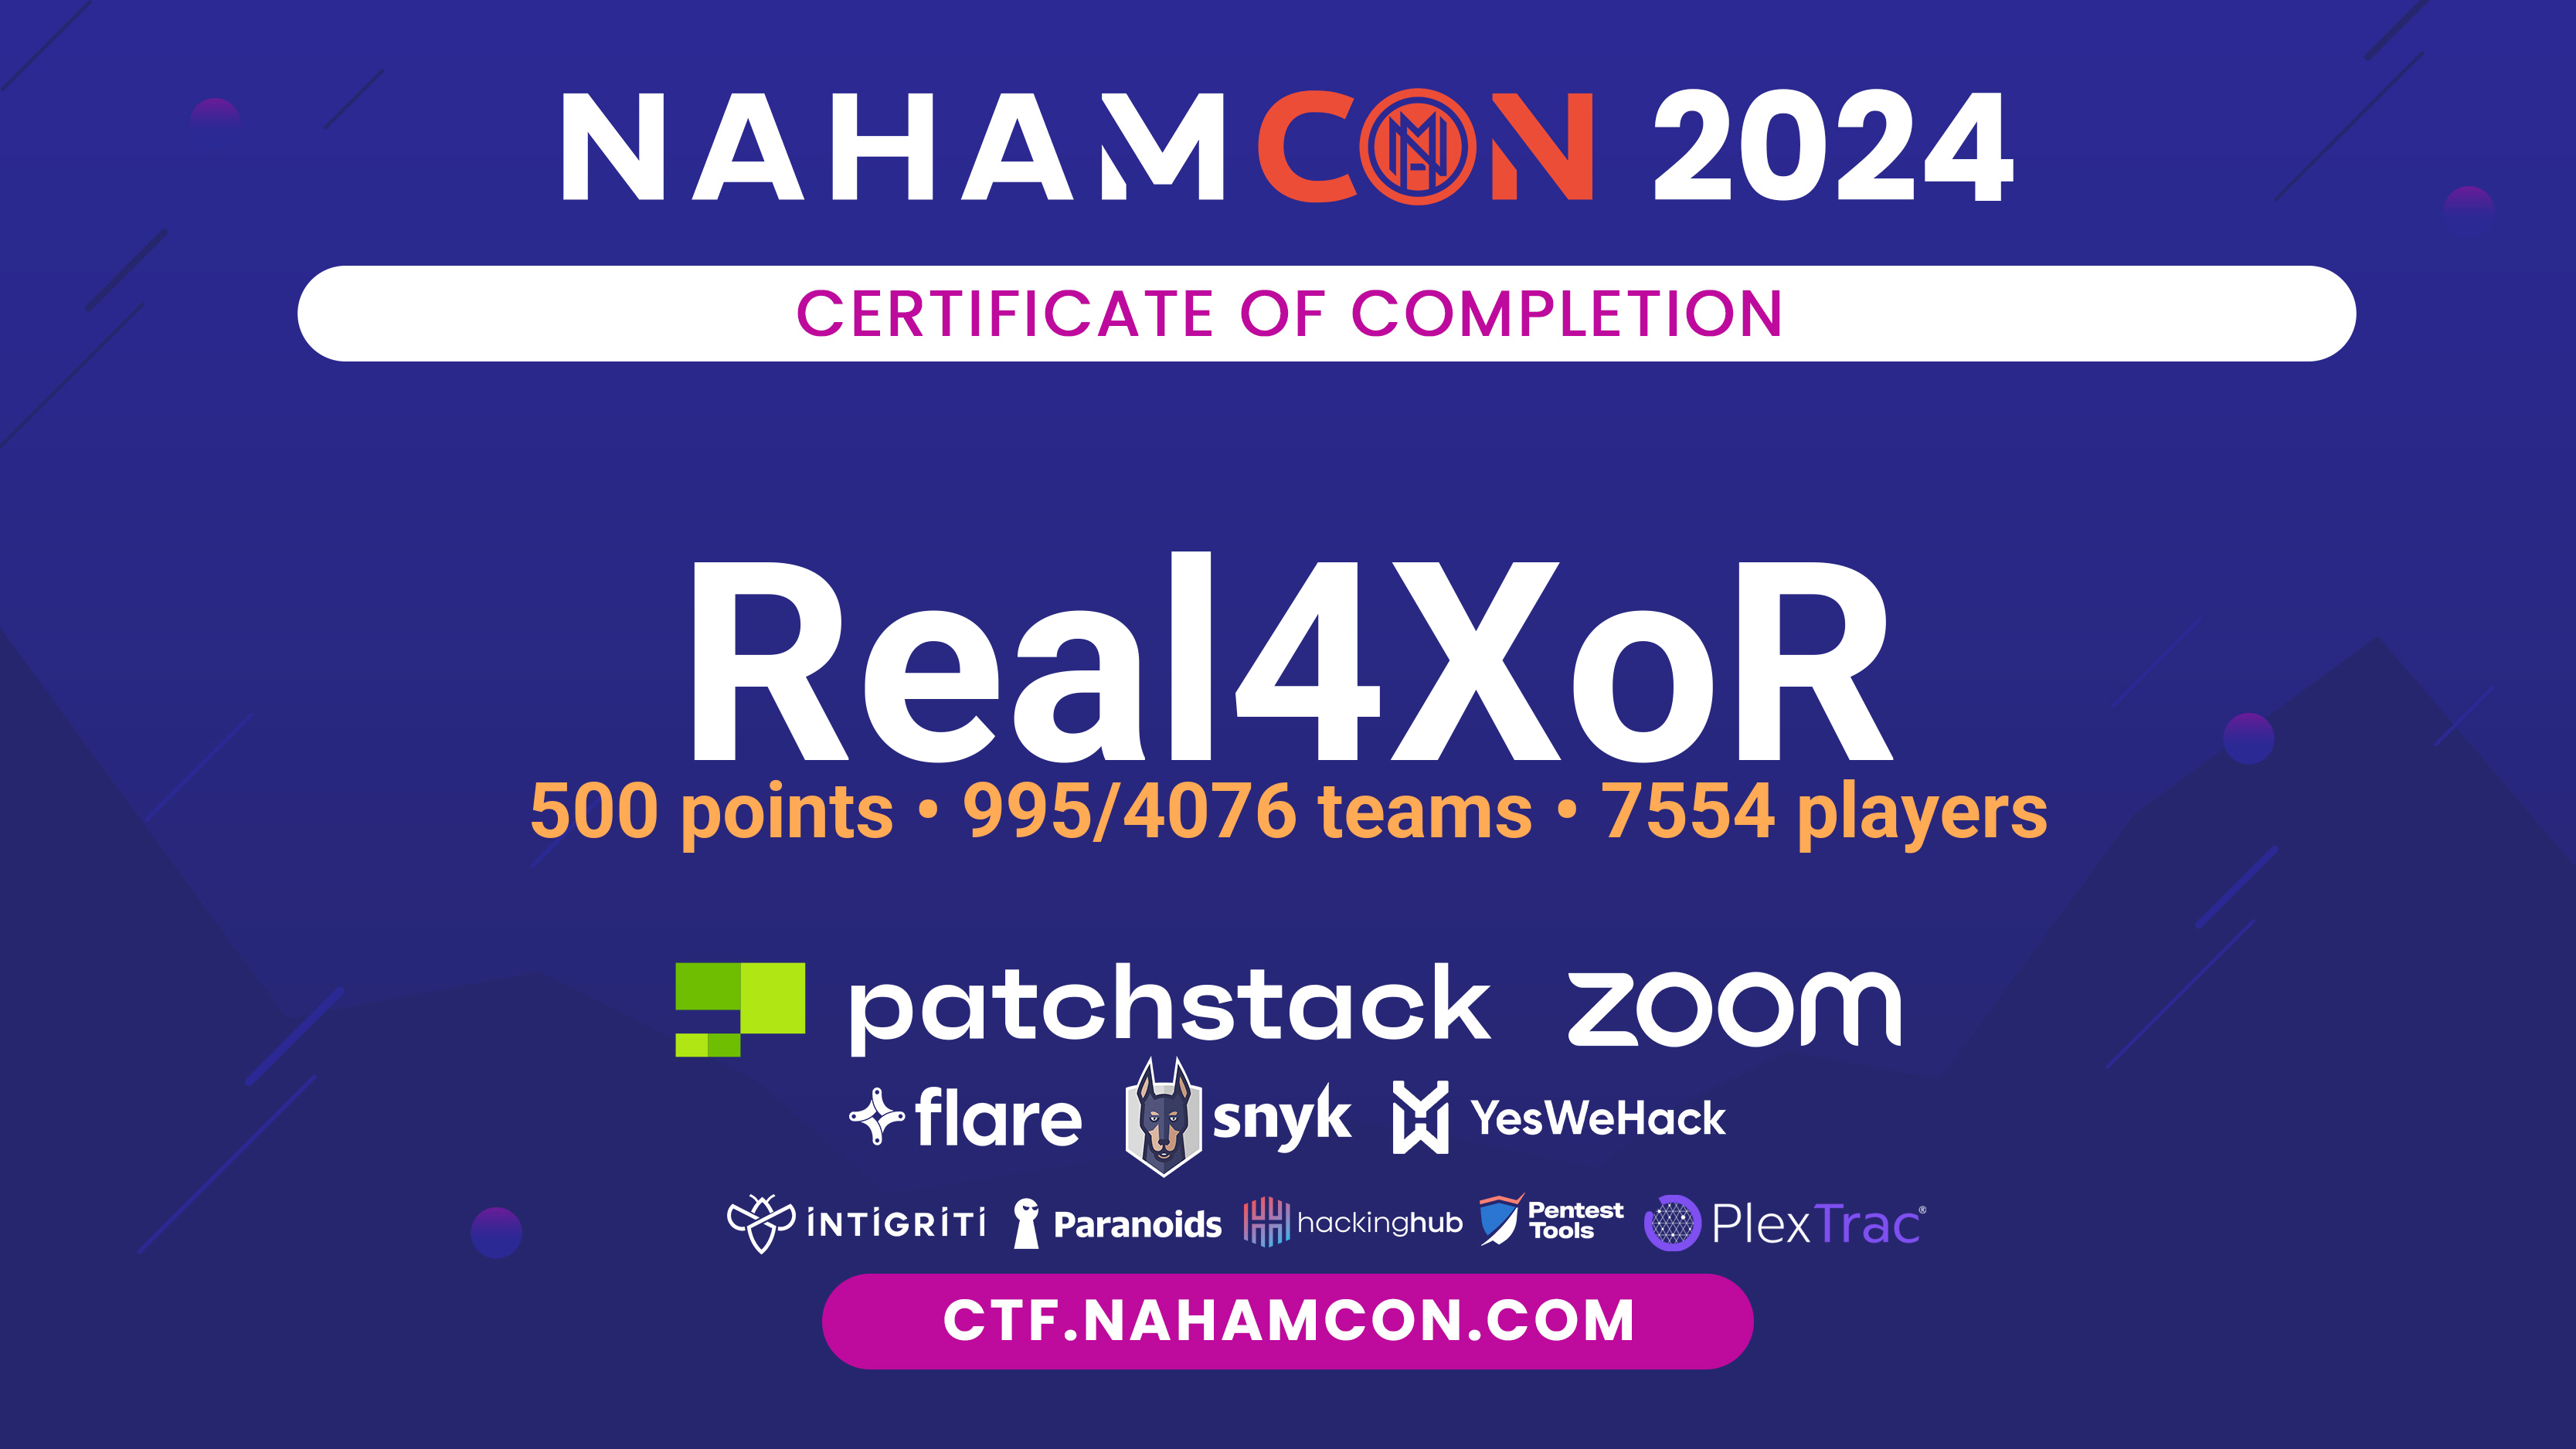 NAHAMCON 2024
CERTIFICATE OF COMPLETION
Real4XoR
500 points • 995/4076 teams • 7554 players
patchstack zoom
flare snyk YesWeHack
INTIGRITI Paranoids hackinghub Pentest Tools PlexTrac®
CTF.NAHAMCON.COM